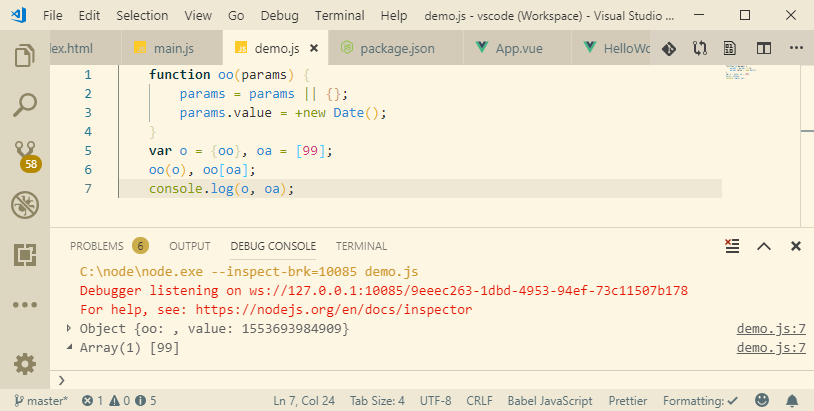 File Edit Selection View Go Debug Terminal Help demo.js - vscode (Workspace) - Visual Studio ...
ex.html main.js demo.js package.json App.vue HelloWo
1 function oo(params) {
2 params = params || {};
3 params.value = +new Date();
4 }
5 var o = {oo}, oa = [99];
6 oo(o), oo[oa];
7 console.log(o, oa);
58
PROBLEMS 6 OUTPUT DEBUG CONSOLE TERMINAL
C:\node\node.exe --inspect-brk=10085 demo.js
Debugger listening on ws://127.0.0.1:10085/9eeec263-1dbd-4953-94ef-73c11507b178
For help, see: https://nodejs.org/en/docs/inspector
Object {oo: , value: 1553693984909} demo.js:7
Array(1) [99] demo.js:7
master* 1 0 5 Ln 7, Col 24 Tab Size: 4 UTF-8 CRLF Babel JavaScript Prettier Formatting: ✓